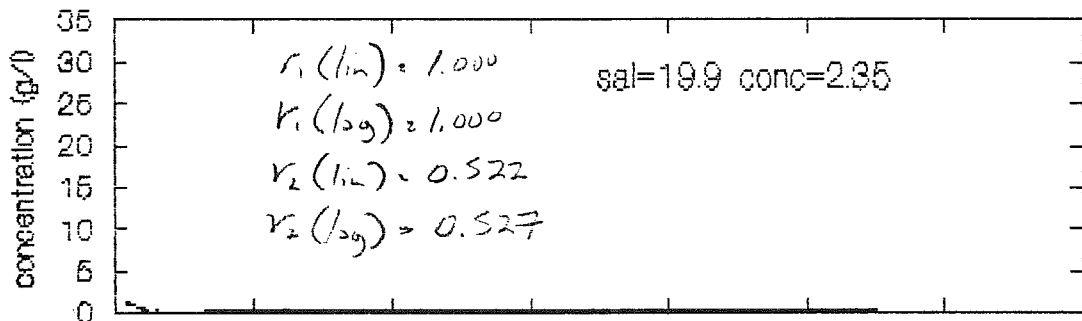 35
30
25
20
15
10
5
0
concentration (g/l)
r₁ (lin) = 1.000
r₁ (log) = 1.000
r₂ (lin) = 0.522
r₂ (log) = 0.527
sal=19.9 conc=2.35